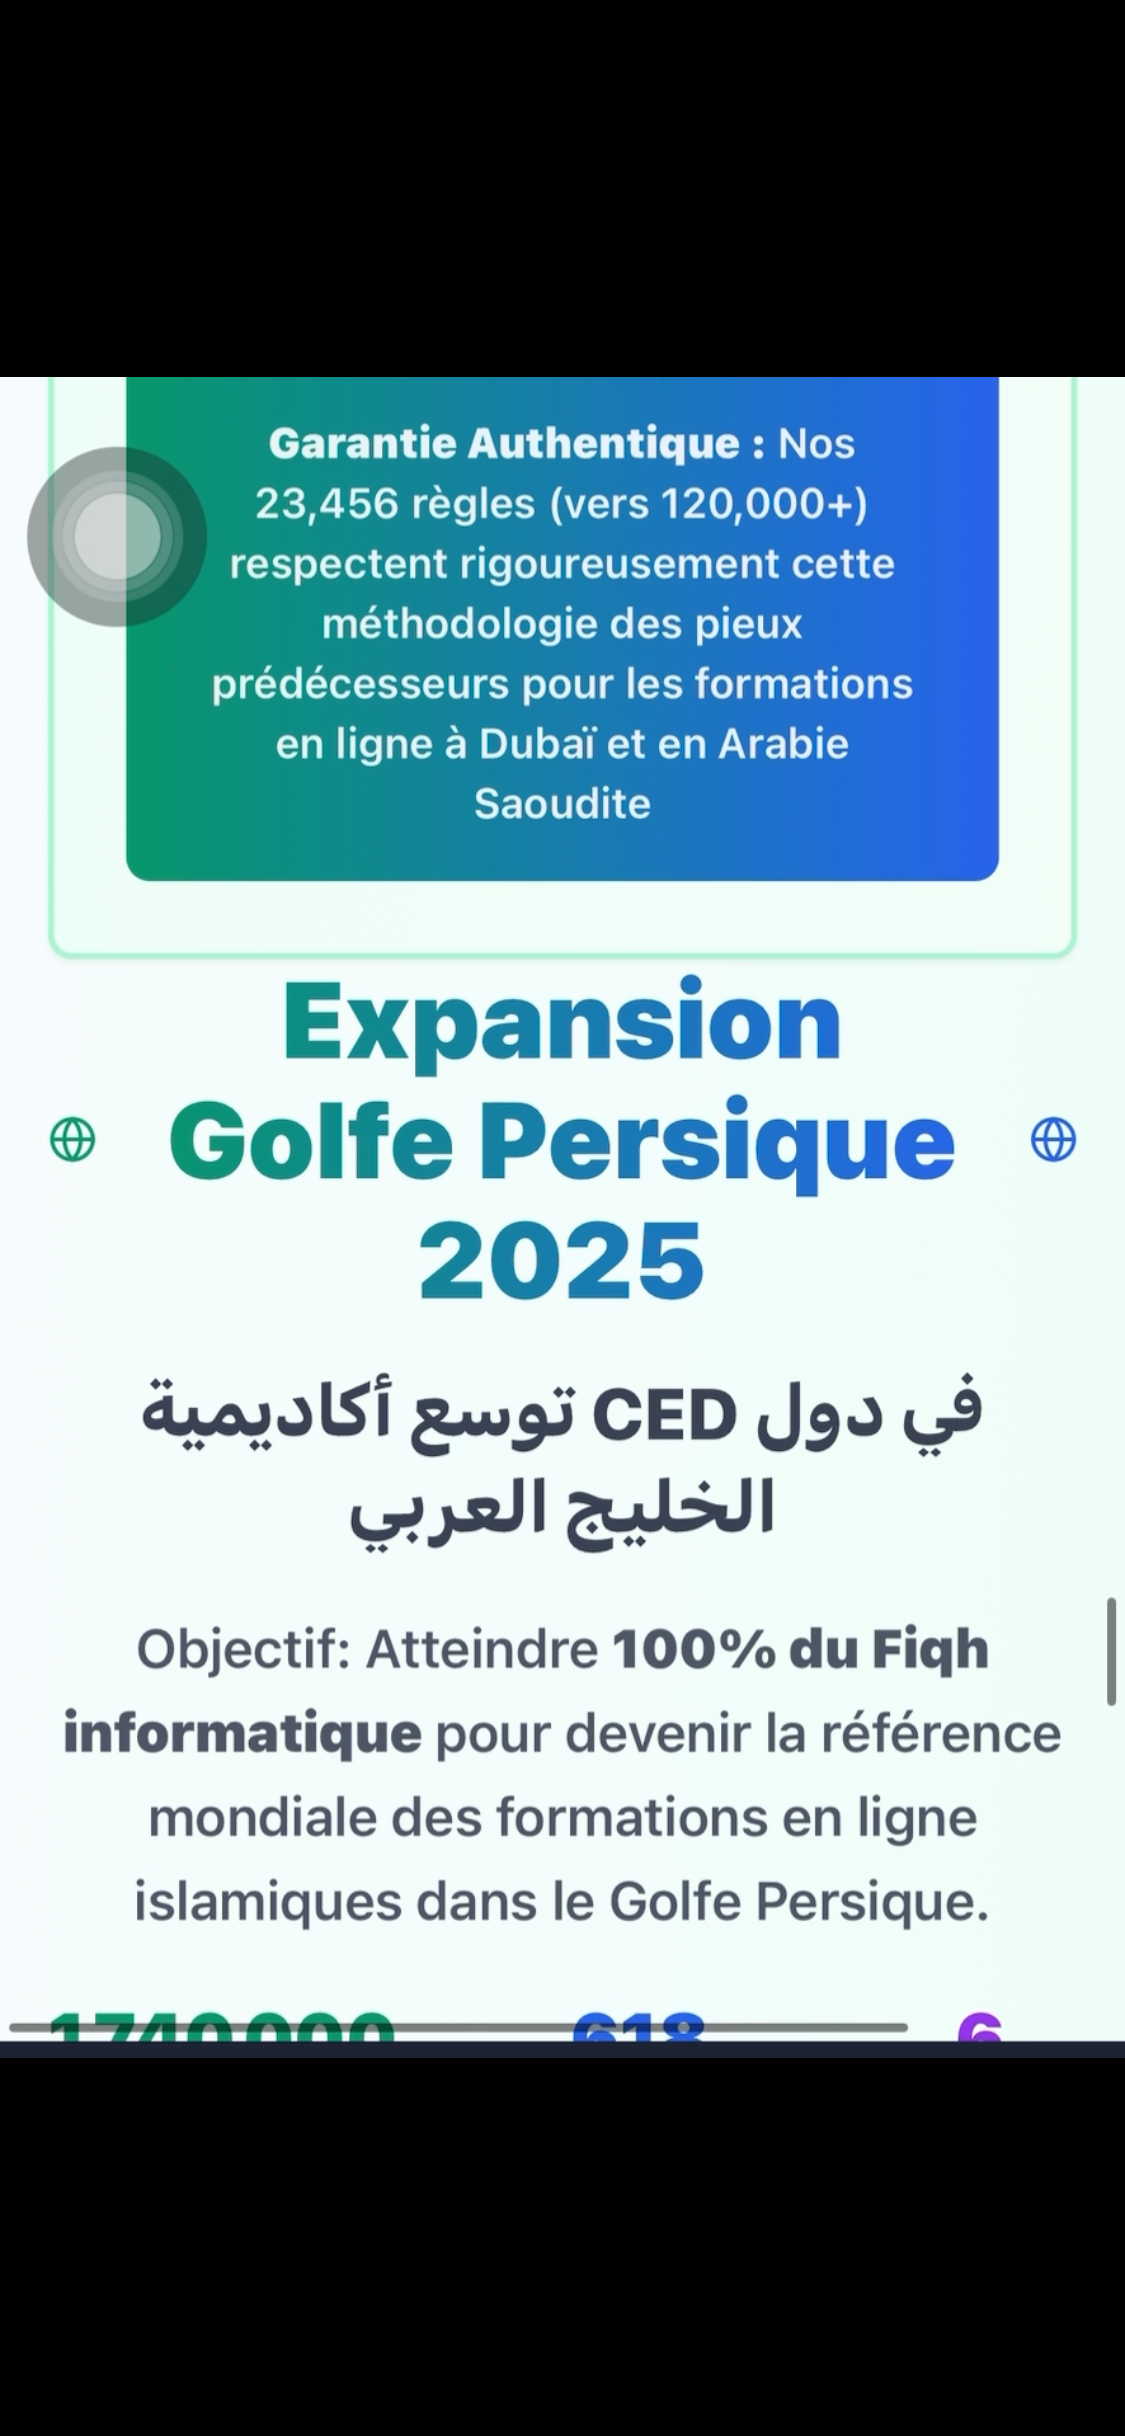 Garantie Authentique : Nos
23,456 règles (vers 120,000+)
respectent rigoureusement cette
méthodologie des pieux
prédécesseurs pour les formations
en ligne à Dubaï et en Arabie
Saoudite
Expansion
Golfe Persique
2025
في دول CED توسع أكاديمية
الخليج العربي
Objectif: Atteindre 100% du Fiqh
informatique pour devenir la référence
mondiale des formations en ligne
islamiques dans le Golfe Persique.
618